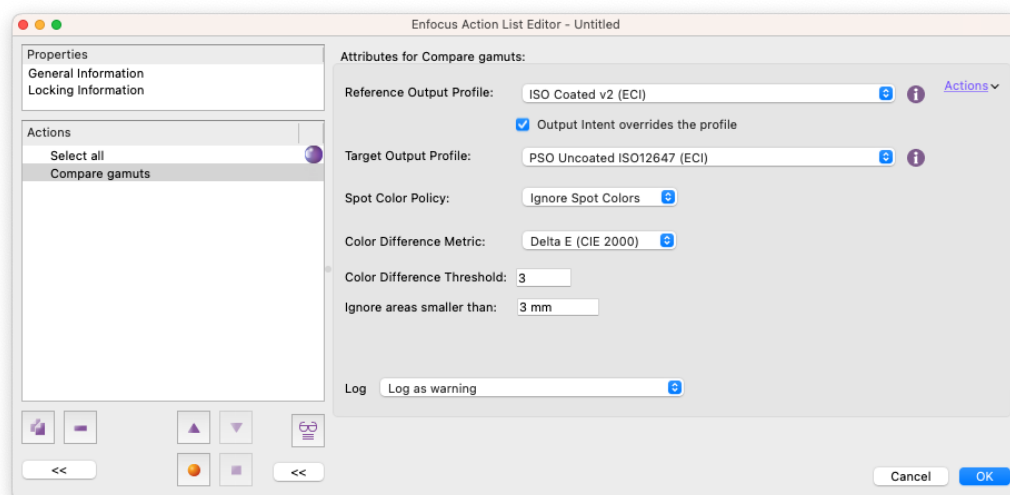 Enfocus Action List Editor - Untitled
Properties
General Information
Locking Information
Actions
Select all
Compare gamuts
<<
<<
Attributes for Compare gamuts:
Reference Output Profile: ISO Coated v2 (ECI)
Actions
Output Intent overrides the profile
Target Output Profile: PSO Uncoated ISO12647 (ECI)
Spot Color Policy: Ignore Spot Colors
Color Difference Metric: Delta E (CIE 2000)
Color Difference Threshold: 3
Ignore areas smaller than: 3 mm
Log Log as warning
Cancel OK